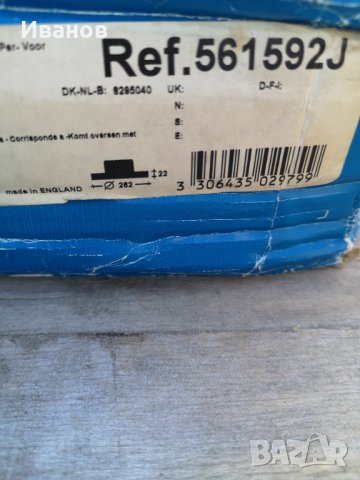 Иванов
Per- Voor
Ref.561592J
DK-NL-B: 8295040 UK: D-F-I:
N:
S:
a -Corrisponde a -Komt overeen met E:
22
Ø 282
made in ENGLAND
3 306435 029799
BAZAR